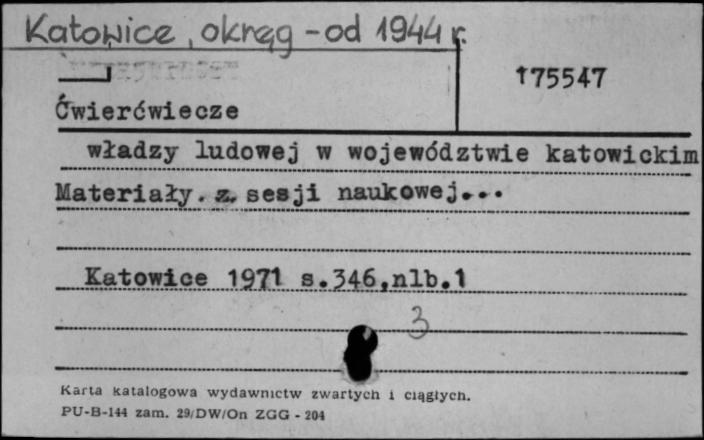 Katowice, okręg - od 1944 r.
175547
Ćwierćwiecze
władzy ludowej w województwie katowickim
Materiały z sesji naukowej...
Katowice 1971 s.346,nlb.1
3
Karta katalogowa wydawnictw zwartych i ciągłych.
PU-B-144 zam. 29/DW/On ZGG - 204